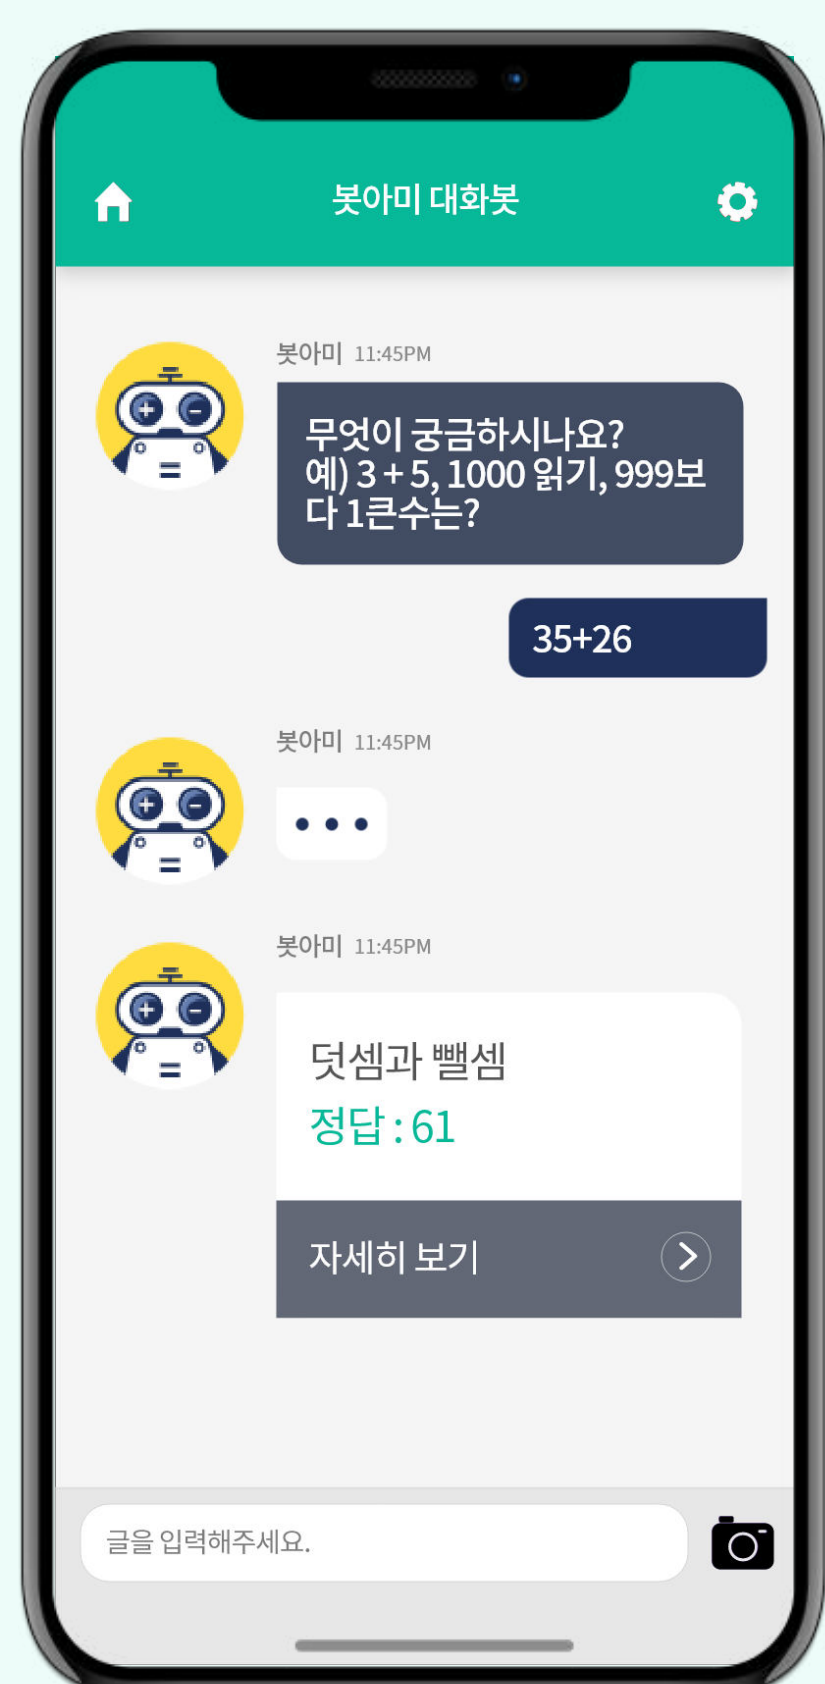 봇아미 대화봇
봇아미 11:45PM
무엇이 궁금하시나요?
예) 3 + 5, 1000 읽기, 999보
다 1큰수는?
35+26
봇아미 11:45PM
봇아미 11:45PM
덧셈과 뺄셈
정답 : 61
자세히 보기
글을 입력해주세요.